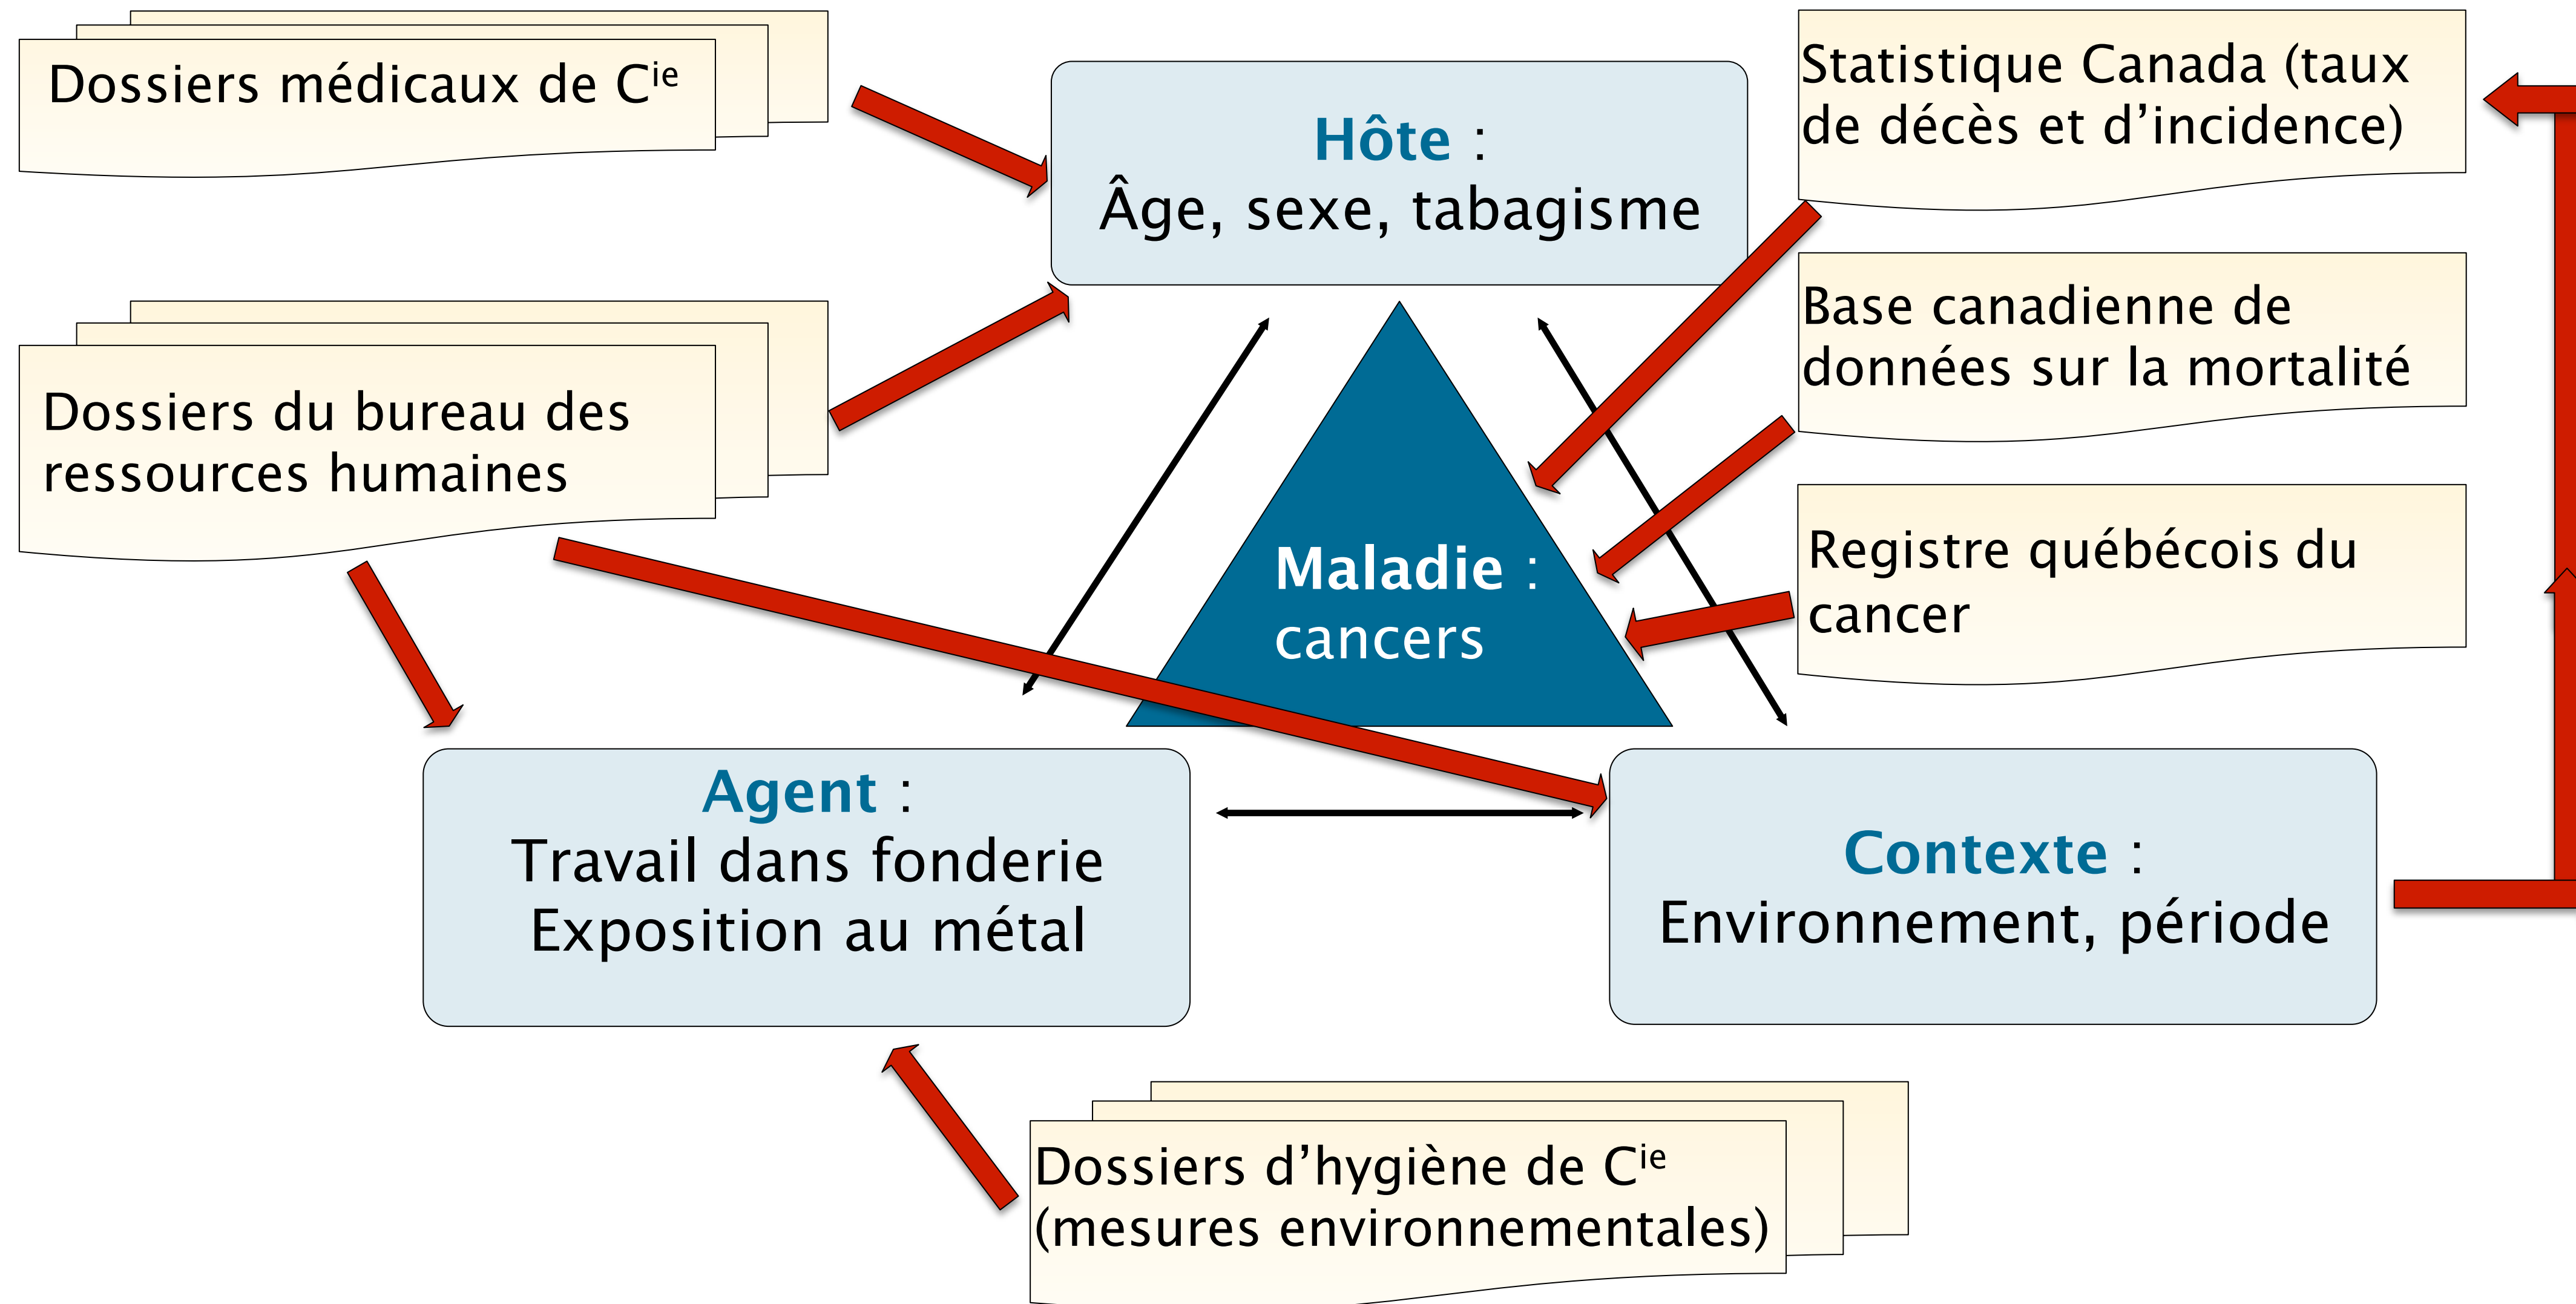 Dossiers médicaux de Cie
Hôte :
Âge, sexe, tabagisme
Statistique Canada (taux
de décès et d’incidence)
Base canadienne de
données sur la mortalité
Dossiers du bureau des
ressources humaines
Registre québécois du
cancer
Maladie :
cancers
Agent :
Travail dans fonderie
Exposition au métal
Contexte :
Environnement, période
Dossiers d’hygiène de Cie
(mesures environnementales)